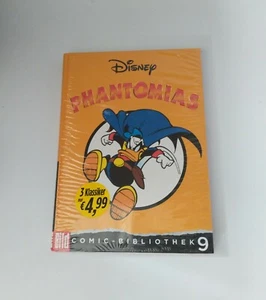 Disney
PHANTOMIAS
3 Klassiker
nur
€4,99
Bild
COMIC-BIBLIOTHEK 9